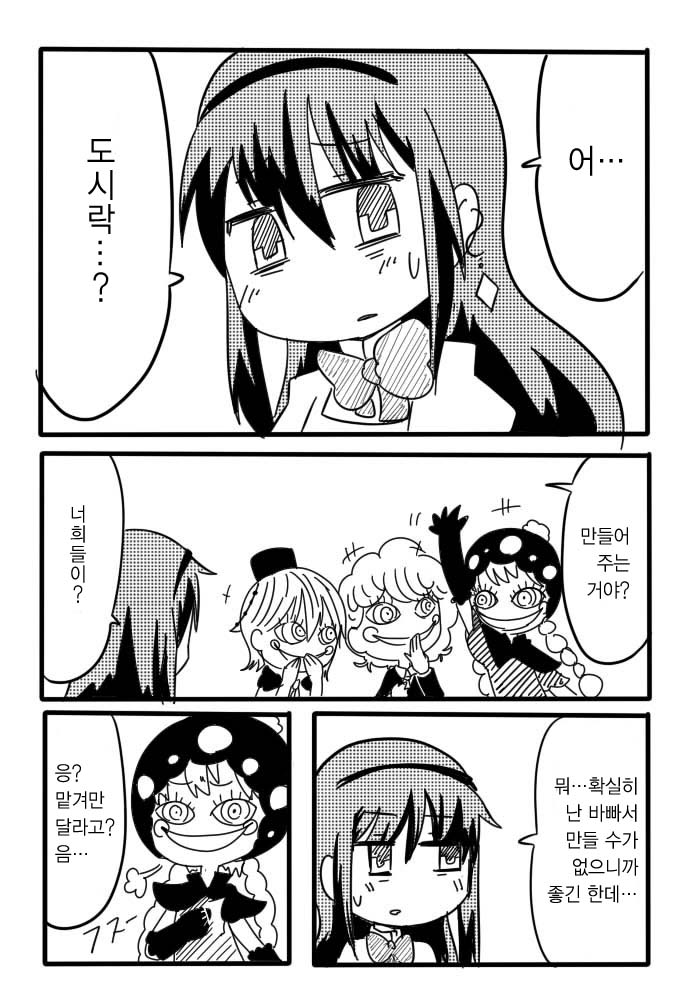 어…
도시락…?
만들어
주는
거야?
너희들이?
뭐…확실히
난 바빠서
만들 수가
없으니까
좋긴 한데…
응?
맡겨만
달라고?
음…